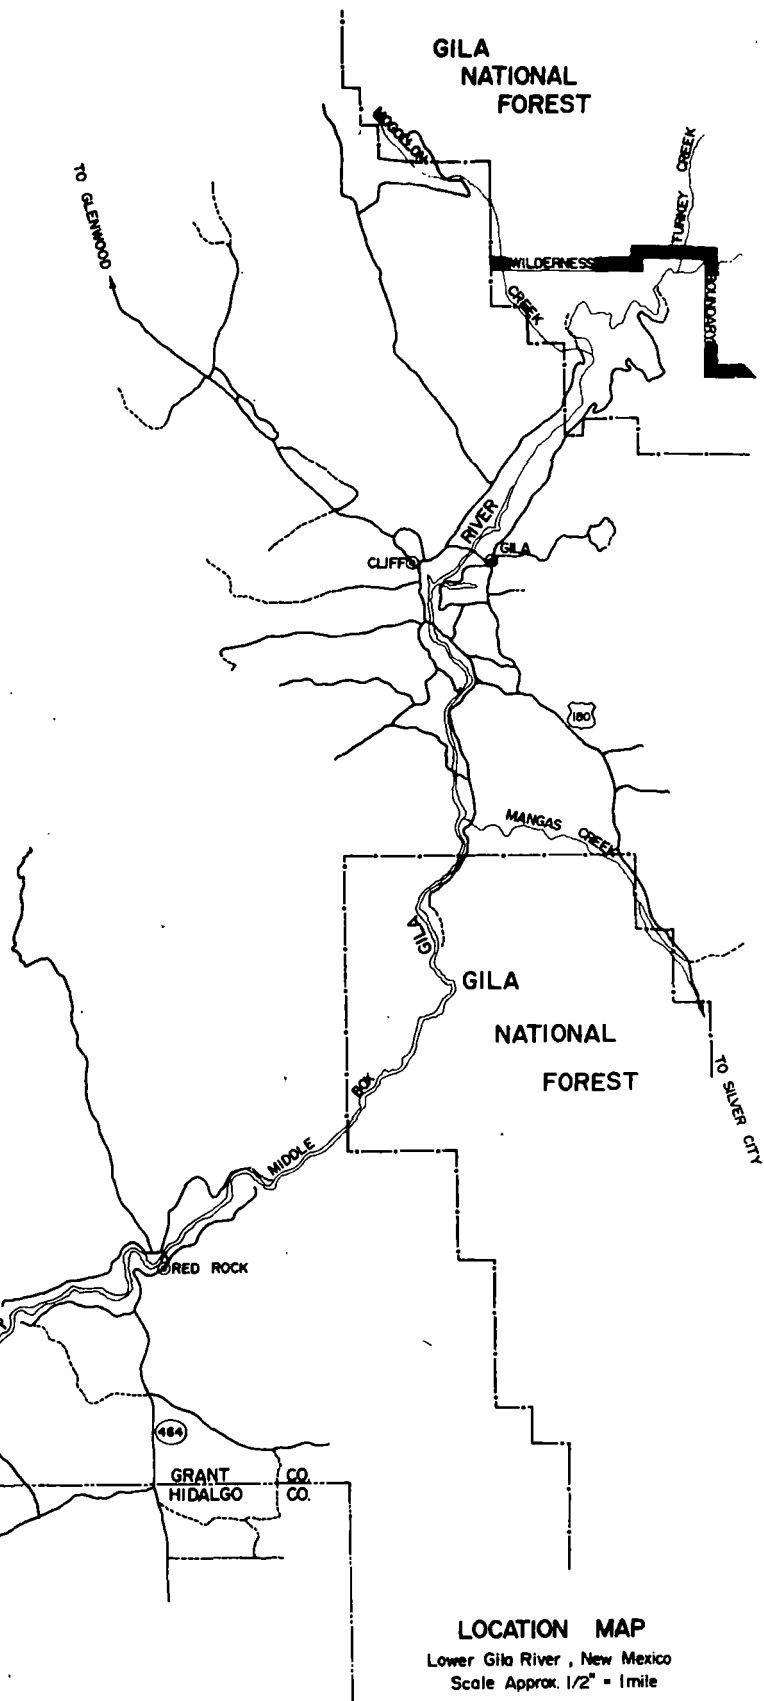 GILA
NATIONAL
FOREST
MOGOLLON
TURKEY CREEK
TO GLENWOOD
WILDERNESS
BOUNDARY
CREEK
RIVER
GILA
CLIFF
180
MANGAS CREEK
GILA
GILA
NATIONAL
FOREST
TO SILVER CITY
BOX
MIDDLE
RED ROCK
464
GRANT CO.
HIDALGO CO.
LOCATION MAP
Lower Gila River, New Mexico
Scale Approx. 1/2" = 1mile